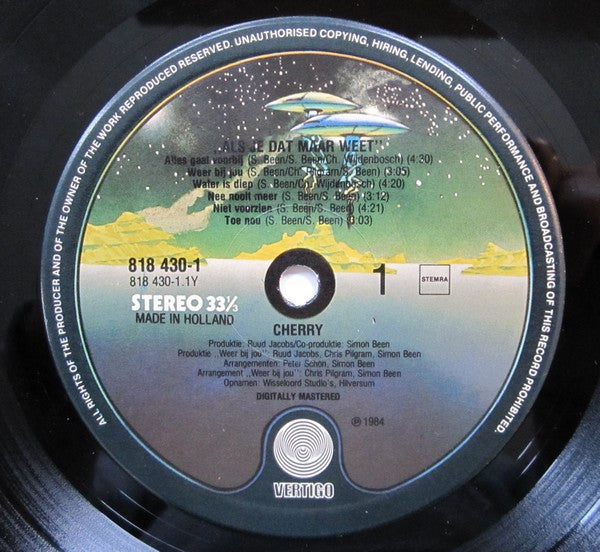 ALL RIGHTS OF THE PRODUCER AND OF THE OWNER OF THE WORK REPRODUCED RESERVED. UNAUTHORISED COPYING, HIRING, LENDING, PUBLIC PERFORMANCE AND BROADCASTING OF THIS RECORD PROHIBITED.
„ALS JE DAT MAAR WEET"
Alles gaat voorbij (S. Been/S. Been/Ch. Wijdenbosch) (4:30)
Weer bij jou (S. Been/Ch. Pilgram/S. Been) (3:05)
Water is diep (S. Been/Ch. Wijdenbosch) (4:20)
Nee nooit meer (S. Been/S. Been) (3:12)
Niet voorzien (S. Been/S. Been) (4:21)
Toe nou (S. Been/S. Been) (3:03)
818 430-1
818 430-1.1Y
1
STEMRA
STEREO 33⅓
MADE IN HOLLAND
CHERRY
Produktie: Ruud Jacobs/Co-produktie: Simon Been
Produktie „Weer bij jou": Ruud Jacobs, Chris Pilgram, Simon Been
Arrangementen: Peter Schön, Simon Been
Arrangement „Weer bij jou": Chris Pilgram, Simon Been
Opnamen: Wisseloord Studio's, Hilversum
DIGITALLY MASTERED
℗ 1984
VERTIGO